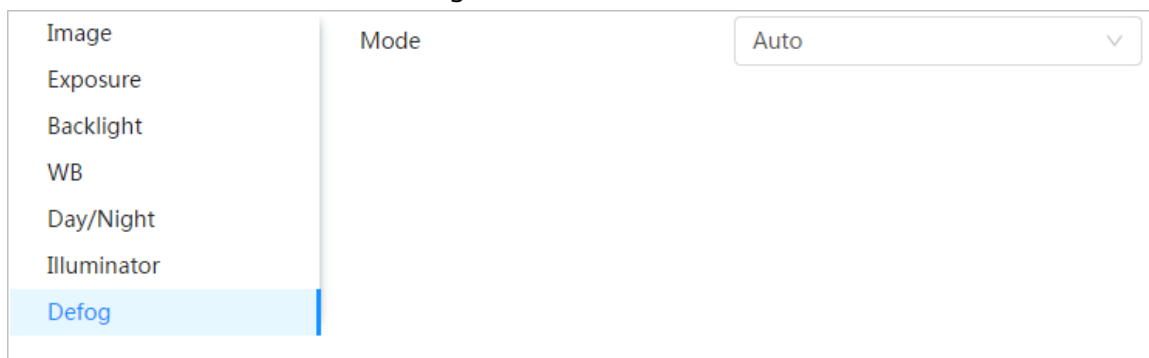 Image
Mode
Auto
Exposure
Backlight
WB
Day/Night
Illuminator
Defog